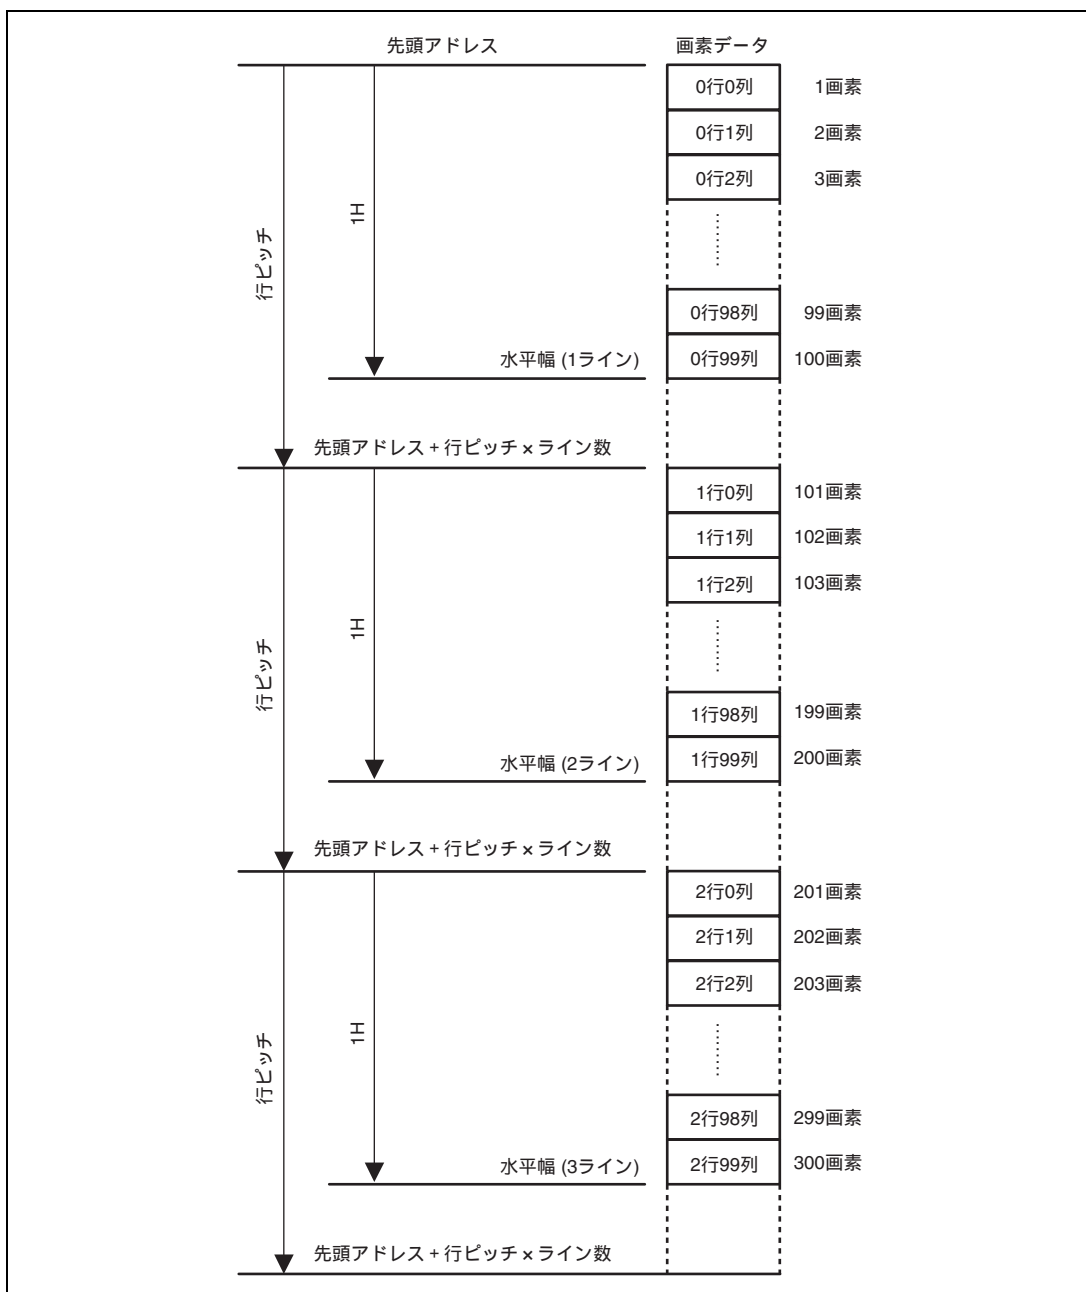 先頭アドレス 画素データ
0行0列 1画素
0行1列 2画素
0行2列 3画素
1H
行ピッチ
0行98列 99画素
水平幅 (1ライン) 0行99列 100画素
先頭アドレス + 行ピッチ × ライン数
1行0列 101画素
1行1列 102画素
1行2列 103画素
1H
行ピッチ
1行98列 199画素
水平幅 (2ライン) 1行99列 200画素
先頭アドレス + 行ピッチ × ライン数
2行0列 201画素
2行1列 202画素
2行2列 203画素
1H
行ピッチ
2行98列 299画素
水平幅 (3ライン) 2行99列 300画素
先頭アドレス + 行ピッチ × ライン数